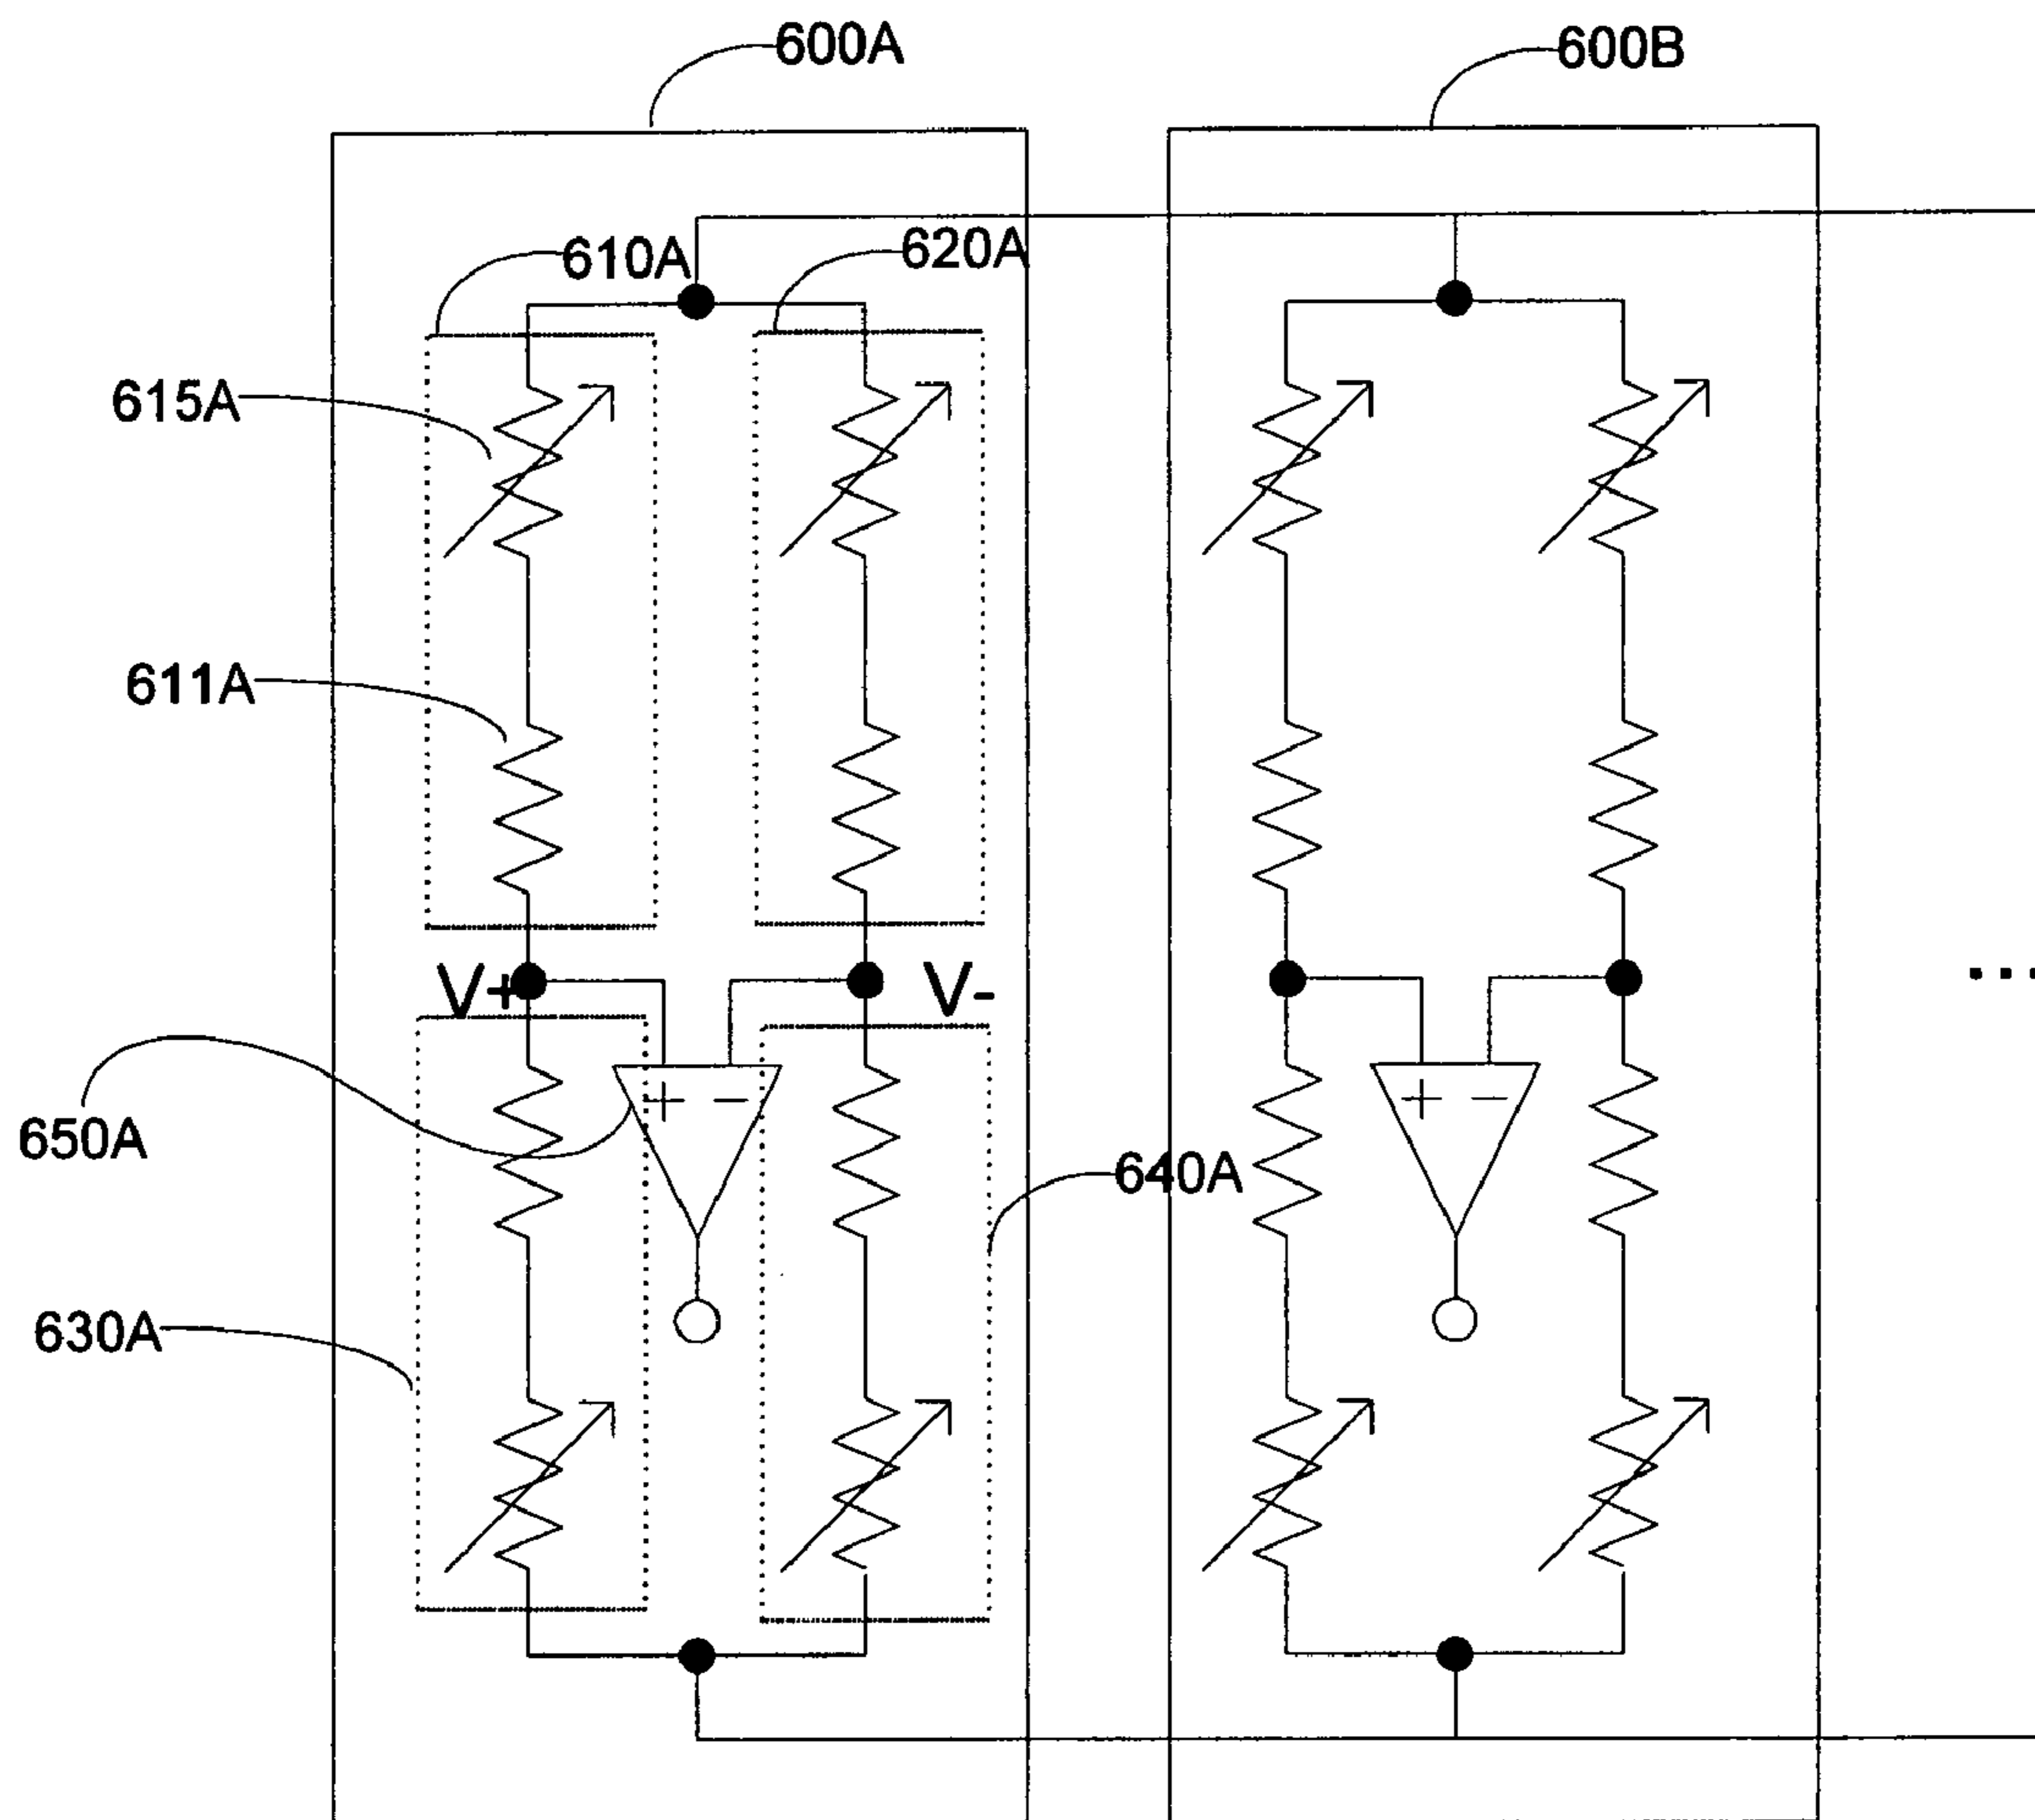 600A
600B
610A
620A
615A
611A
V+
V-
...
+ -
+ -
650A
640A
630A